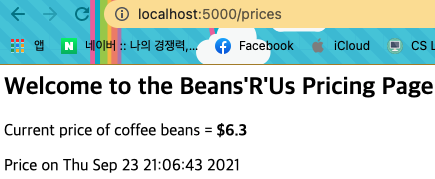 localhost:5000/prices
앱 네이버 :: 나의 경쟁력,... Facebook iCloud CS L
Welcome to the Beans'R'Us Pricing Page
Current price of coffee beans = $6.3
Price on Thu Sep 23 21:06:43 2021